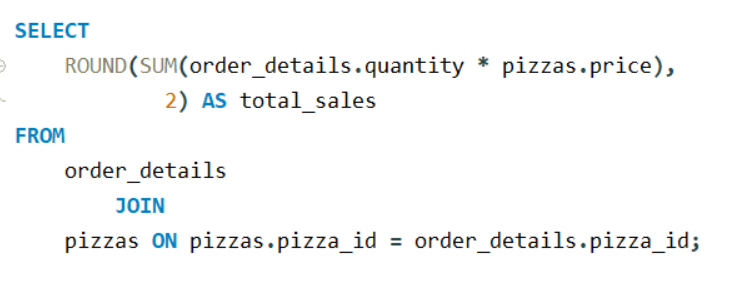 SELECT
ROUND(SUM(order_details.quantity * pizzas.price),
2) AS total_sales
FROM
order_details
JOIN
pizzas ON pizzas.pizza_id = order_details.pizza_id;